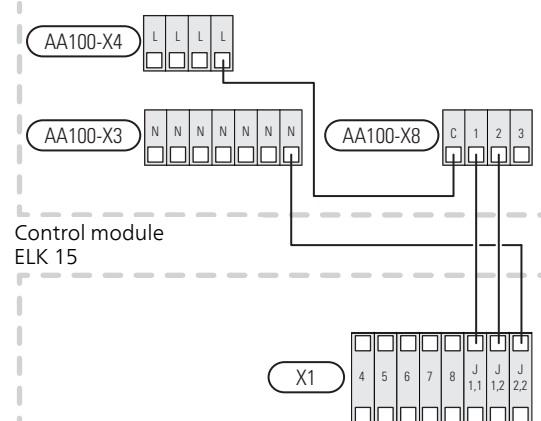 AA100-X4 L L L L
AA100-X3 N N N N N N N AA100-X8 C 1 2 3
Control module
ELK 15
X1 4 5 6 7 8 J 1,1 J 1,2 J 2,2